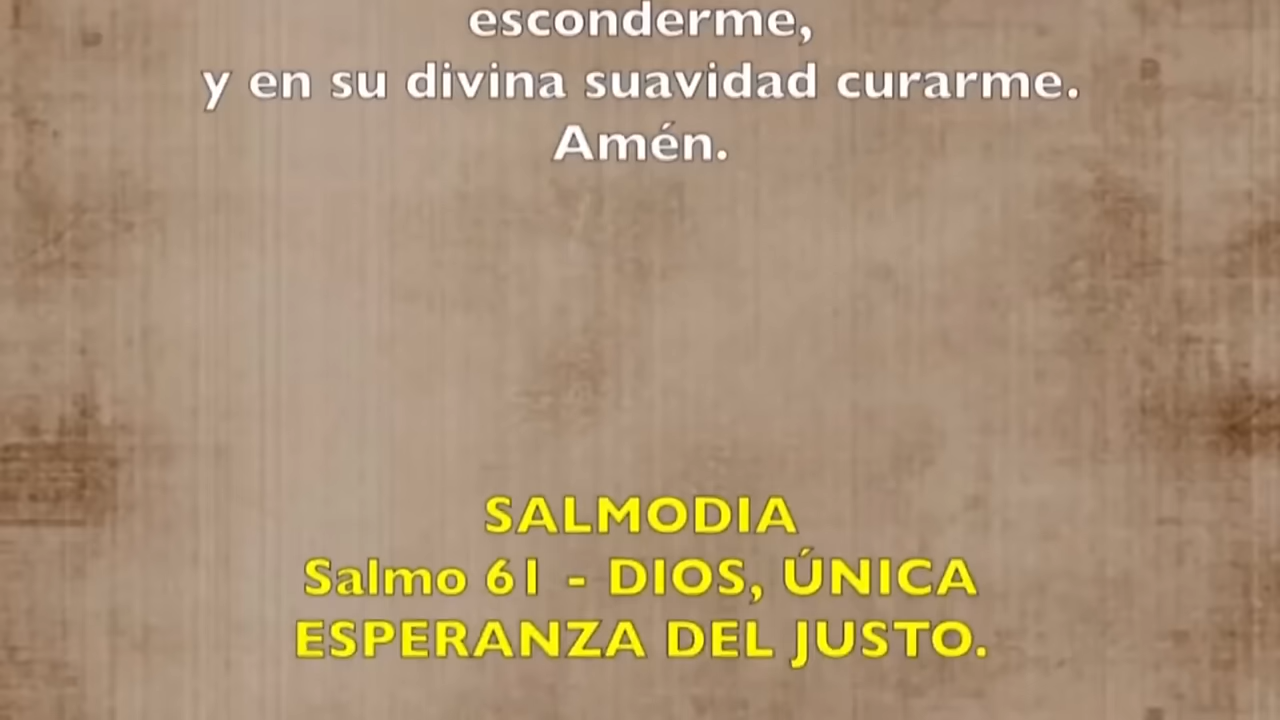 esconderme,
y en su divina suavidad curarme.
Amén.
SALMODIA
Salmo 61 - DIOS, ÚNICA
ESPERANZA DEL JUSTO.